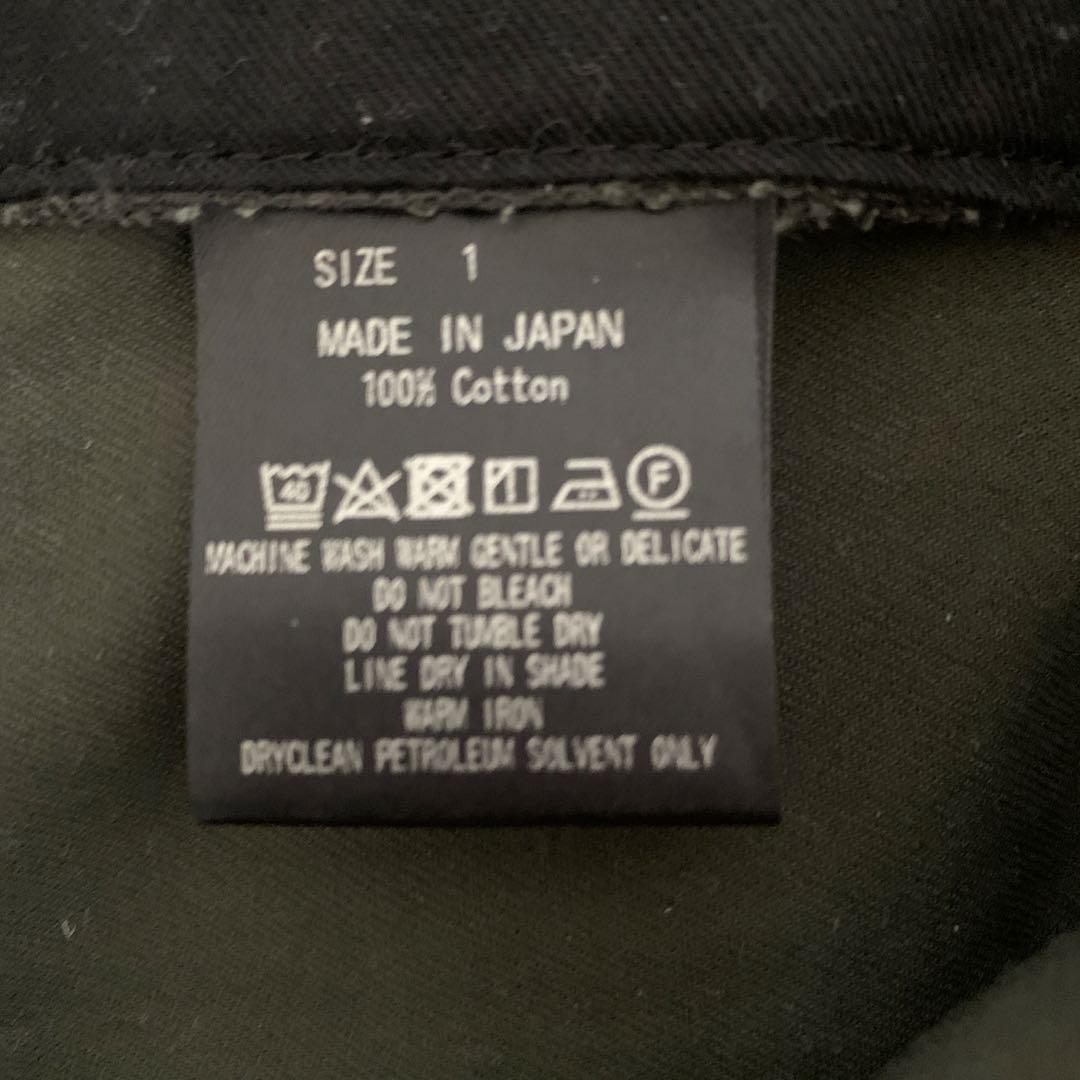 SIZE 1
MADE IN JAPAN
100% Cotton
40 F
MACHINE WASH WARM GENTLE OR DELICATE
DO NOT BLEACH
DO NOT TUMBLE DRY
LINE DRY IN SHADE
WARM IRON
DRYCLEAN PETROLEUM SOLVENT ONLY